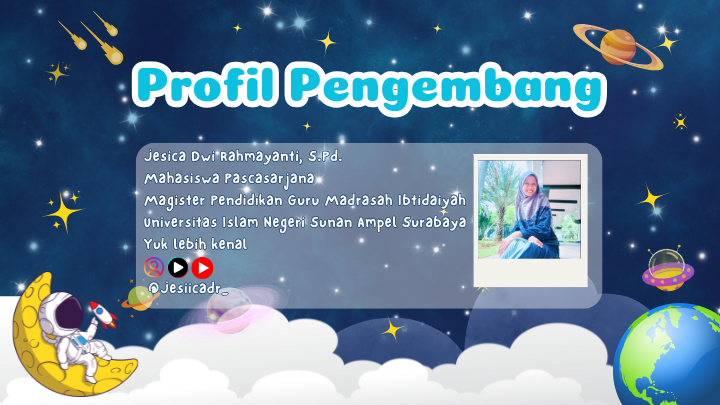 Profil Pengembang
Jesica Dwi Rahmayanti, S.Pd.
Mahasiswa Pascasarjana
Magister Pendidikan Guru Madrasah Ibtidaiyah
Universitas Islam Negeri Sunan Ampel Surabaya
Yuk lebih kenal
@Jesiicadr_